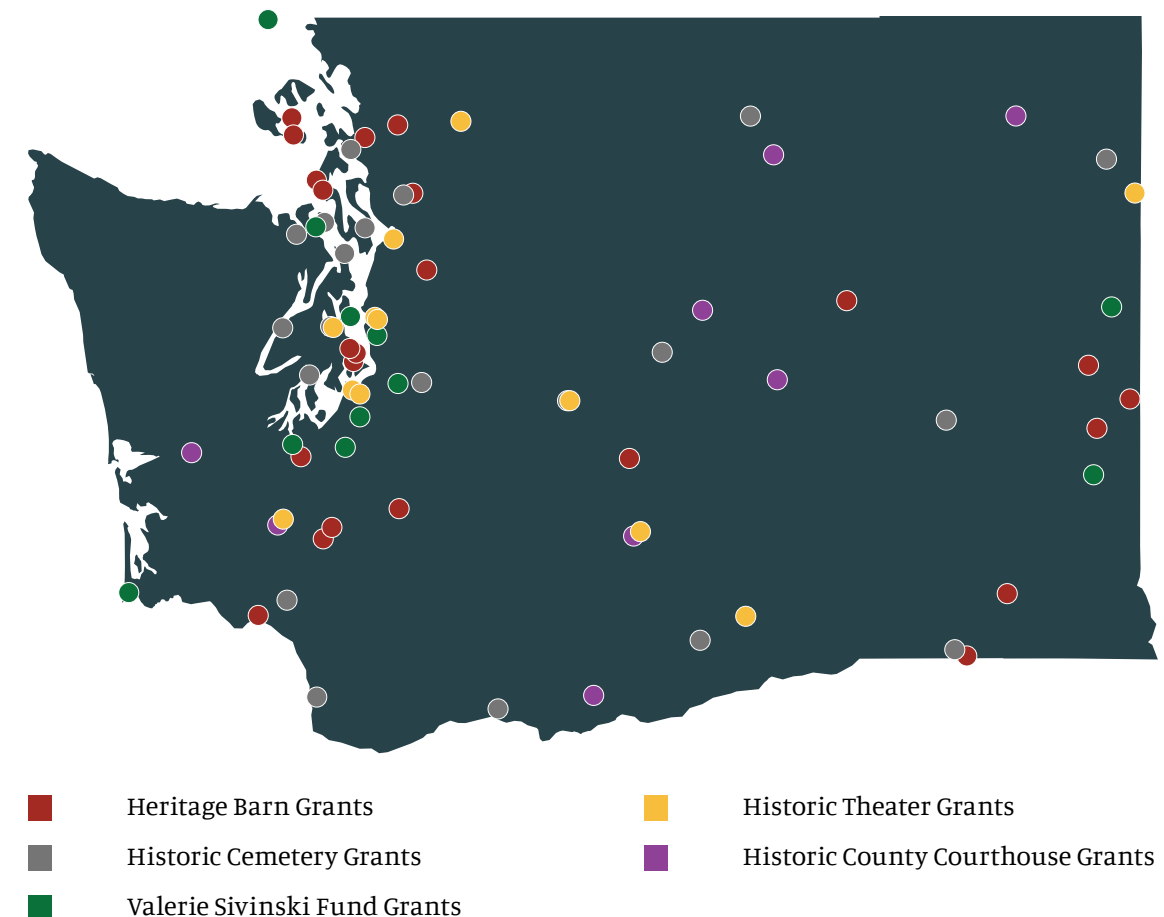 Heritage Barn Grants
Historic Cemetery Grants
Valerie Sivinski Fund Grants
Historic Theater Grants
Historic County Courthouse Grants